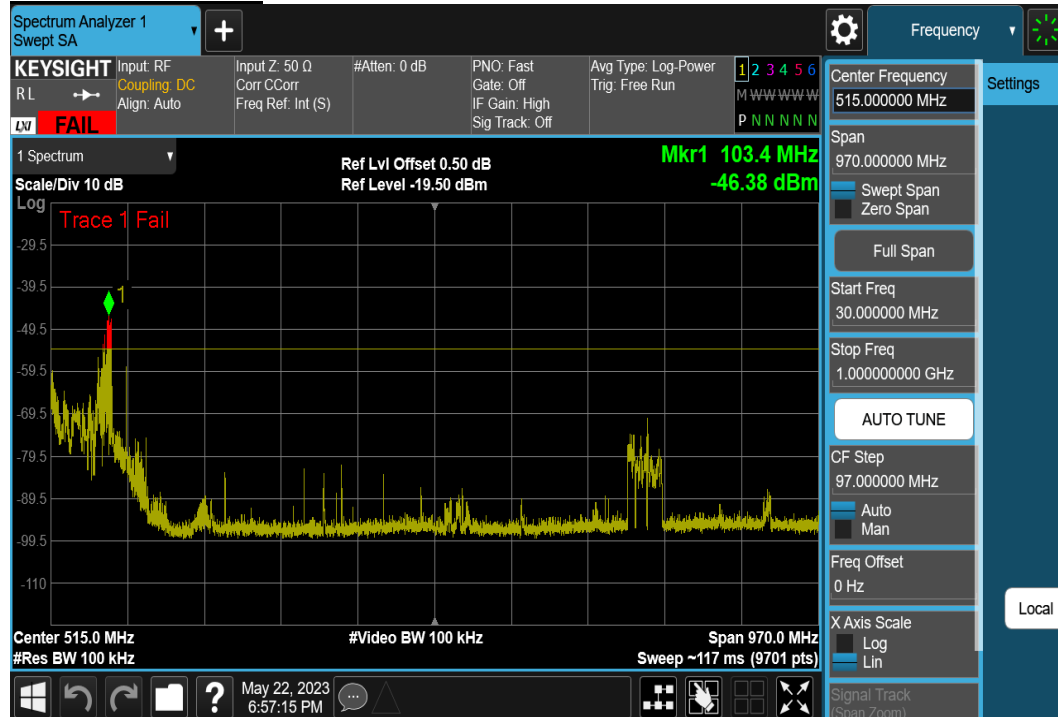 Spectrum Analyzer 1
Swept SA
+
Frequency
KEYSIGHT
R L
LXI
FAIL
Input: RF
Coupling: DC
Align: Auto
Input Z: 50 Ω
Corr CCorr
Freq Ref: Int (S)
#Atten: 0 dB
PNO: Fast
Gate: Off
IF Gain: High
Sig Track: Off
Avg Type: Log-Power
Trig: Free Run
1 2 3 4 5 6
M W W W W W
P N N N N N
1 Spectrum
Scale/Div 10 dB
Ref Lvl Offset 0.50 dB
Ref Level -19.50 dBm
Mkr1 103.4 MHz
-46.38 dBm
Log
Trace 1 Fail
1
-29.5
-39.5
-49.5
-59.5
-69.5
-79.5
-89.5
-99.5
-110
Center 515.0 MHz
#Res BW 100 kHz
#Video BW 100 kHz
Span 970.0 MHz
Sweep ~117 ms (9701 pts)
?
May 22, 2023
6:57:15 PM
Center Frequency
515.000000 MHz
Span
970.000000 MHz
Swept Span
Zero Span
Full Span
Start Freq
30.000000 MHz
Stop Freq
1.000000000 GHz
AUTO TUNE
CF Step
97.000000 MHz
Auto
Man
Freq Offset
0 Hz
X Axis Scale
Log
Lin
Signal Track
(Span Zoom)
Settings
Local